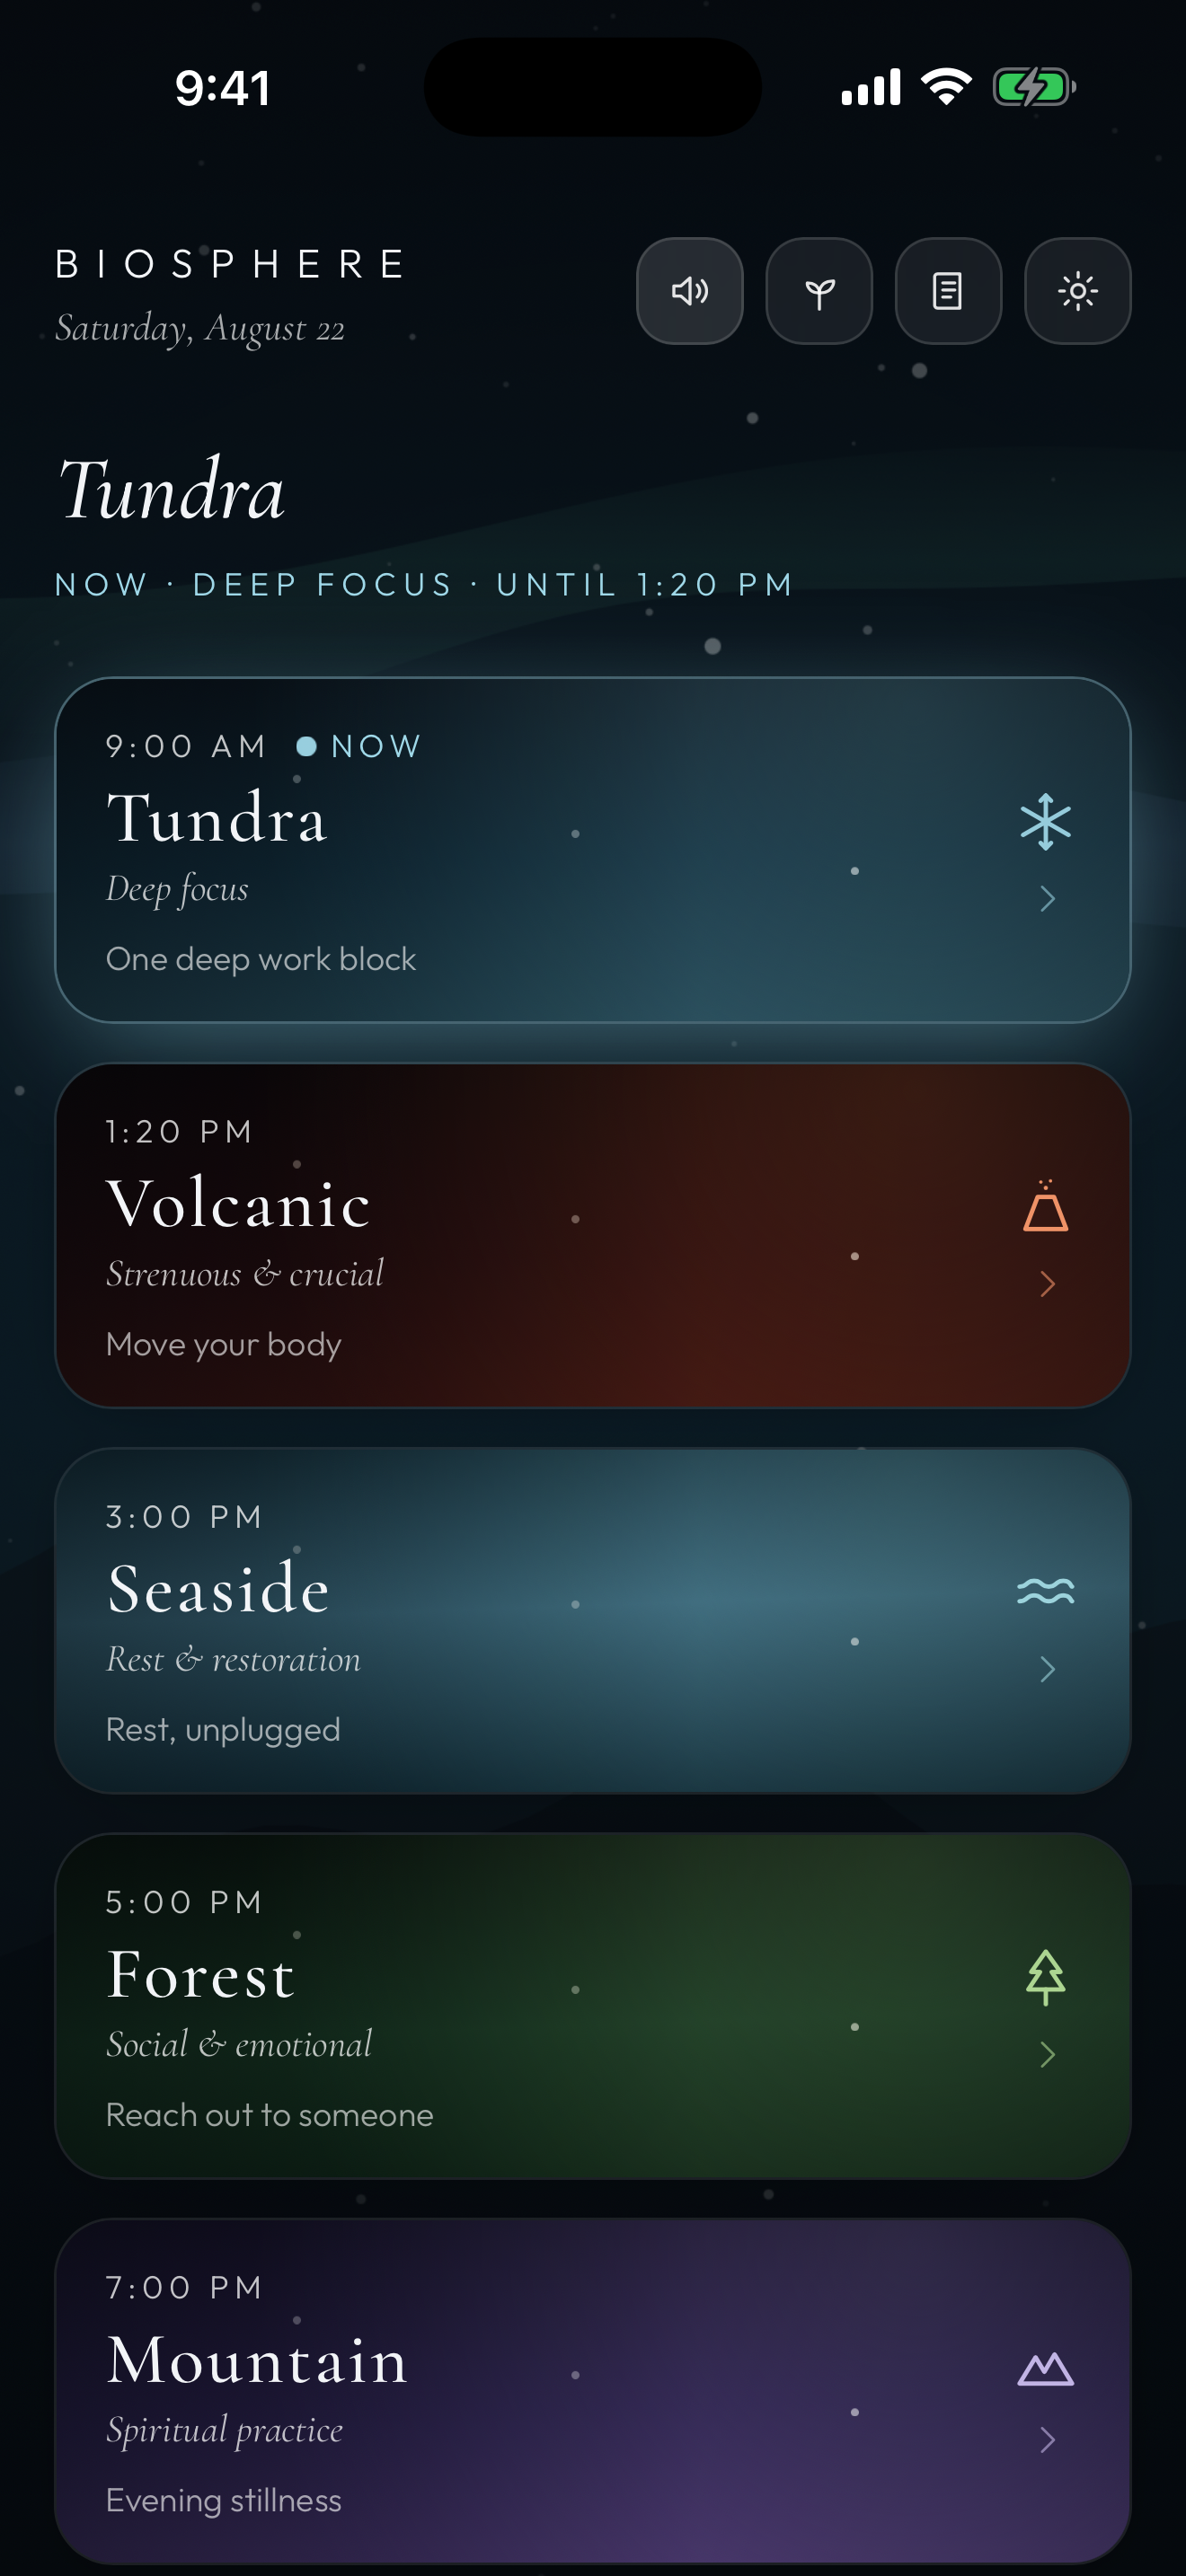 9:41
BIOSPHERE
Saturday, August 22
Tundra
NOW · DEEP FOCUS · UNTIL 1:20 PM
9:00 AM NOW
Tundra
Deep focus
One deep work block
1:20 PM
Volcanic
Strenuous & crucial
Move your body
3:00 PM
Seaside
Rest & restoration
Rest, unplugged
5:00 PM
Forest
Social & emotional
Reach out to someone
7:00 PM
Mountain
Spiritual practice
Evening stillness